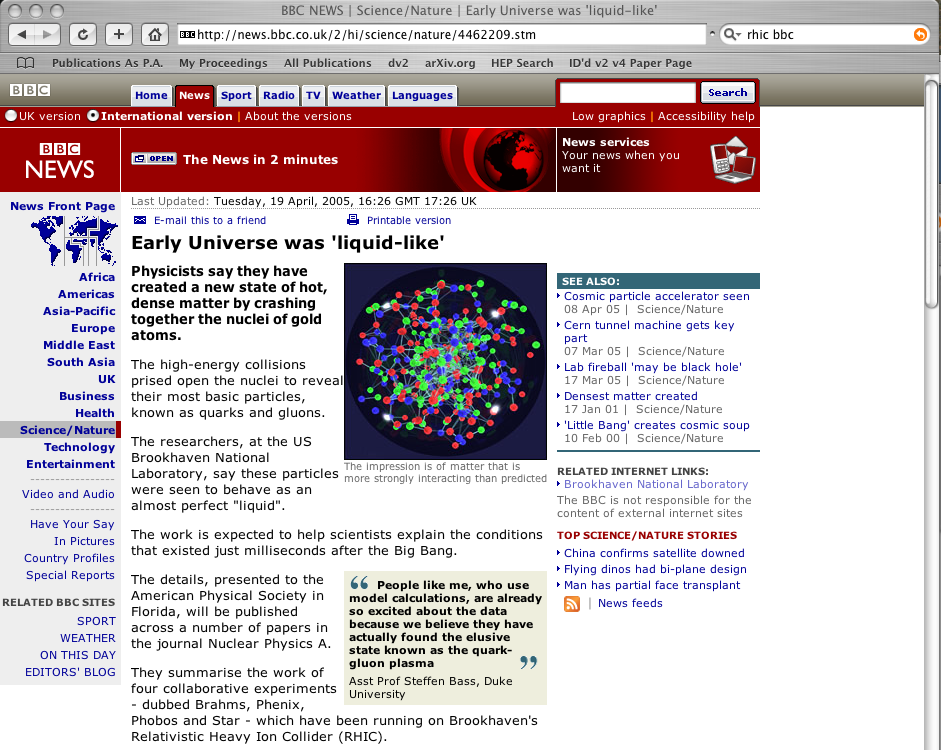 BBC NEWS | Science/Nature | Early Universe was 'liquid-like'
BBC http://news.bbc.co.uk/2/hi/science/nature/4462209.stm
rhic bbc
Publications As P.A. My Proceedings All Publications dv2 arXiv.org HEP Search ID'd v2 v4 Paper Page
BBC
Home News Sport Radio TV Weather Languages
Search
UK version International version | About the versions
Low graphics | Accessibility help
BBC
NEWS
OPEN The News in 2 minutes
News services
Your news when you
want it
News Front Page
Africa
Americas
Asia-Pacific
Europe
Middle East
South Asia
UK
Business
Health
Science/Nature
Technology
Entertainment
Video and Audio
Have Your Say
In Pictures
Country Profiles
Special Reports
RELATED BBC SITES
SPORT
WEATHER
ON THIS DAY
EDITORS' BLOG
Last Updated: Tuesday, 19 April, 2005, 16:26 GMT 17:26 UK
E-mail this to a friend Printable version
Early Universe was 'liquid-like'
Physicists say they have
created a new state of hot,
dense matter by crashing
together the nuclei of gold
atoms.
The high-energy collisions
prised open the nuclei to reveal
their most basic particles,
known as quarks and gluons.
The researchers, at the US
Brookhaven National
Laboratory, say these particles
were seen to behave as an
almost perfect "liquid".
The impression is of matter that is
more strongly interacting than predicted
The work is expected to help scientists explain the conditions
that existed just milliseconds after the Big Bang.
The details, presented to the
American Physical Society in
Florida, will be published
across a number of papers in
the journal Nuclear Physics A.
They summarise the work of
four collaborative experiments
- dubbed Brahms, Phenix,
Phobos and Star - which have been running on Brookhaven's
Relativistic Heavy Ion Collider (RHIC).
“ People like me, who use
model calculations, are already
so excited about the data
because we believe they have
actually found the elusive
state known as the quark-
gluon plasma ”
Asst Prof Steffen Bass, Duke
University
SEE ALSO:
Cosmic particle accelerator seen
08 Apr 05 | Science/Nature
Cern tunnel machine gets key
part
07 Mar 05 | Science/Nature
Lab fireball 'may be black hole'
17 Mar 05 | Science/Nature
Densest matter created
17 Jan 01 | Science/Nature
'Little Bang' creates cosmic soup
10 Feb 00 | Science/Nature
RELATED INTERNET LINKS:
Brookhaven National Laboratory
The BBC is not responsible for the
content of external internet sites
TOP SCIENCE/NATURE STORIES
China confirms satellite downed
Flying dinos had bi-plane design
Man has partial face transplant
| News feeds